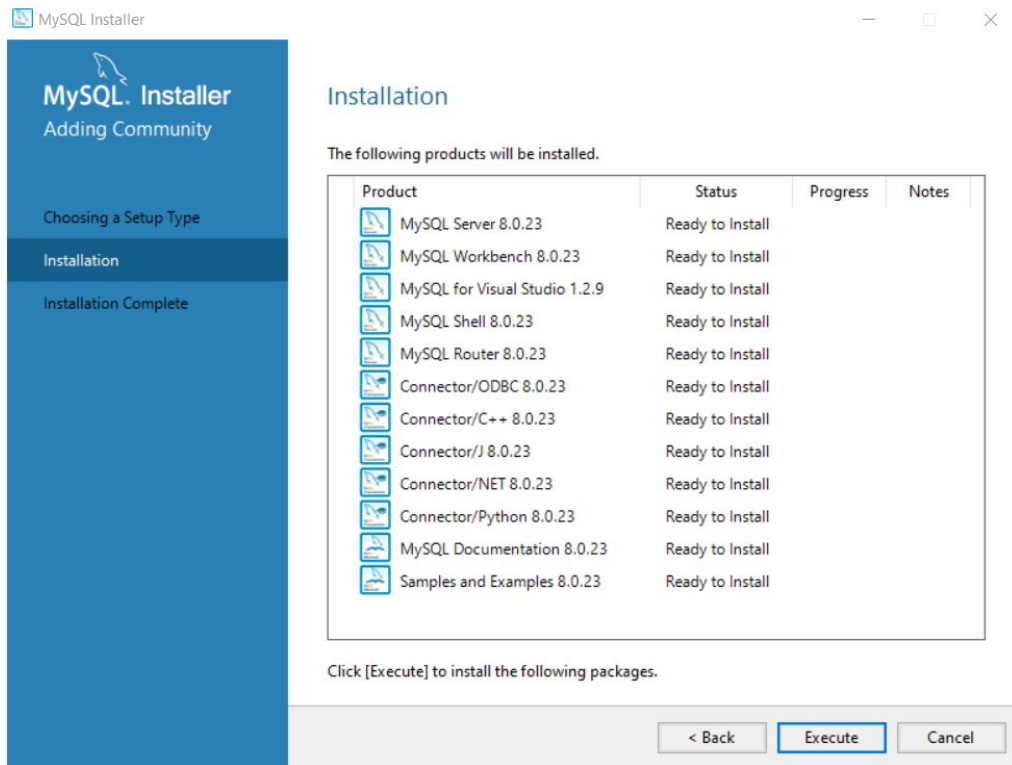 MySQL Installer
MySQL. Installer
Adding Community
Choosing a Setup Type
Installation
Installation Complete
Installation
The following products will be installed.
Product Status Progress Notes
MySQL Server 8.0.23 Ready to Install
MySQL Workbench 8.0.23 Ready to Install
MySQL for Visual Studio 1.2.9 Ready to Install
MySQL Shell 8.0.23 Ready to Install
MySQL Router 8.0.23 Ready to Install
Connector/ODBC 8.0.23 Ready to Install
Connector/C++ 8.0.23 Ready to Install
Connector/J 8.0.23 Ready to Install
Connector/NET 8.0.23 Ready to Install
Connector/Python 8.0.23 Ready to Install
MySQL Documentation 8.0.23 Ready to Install
Samples and Examples 8.0.23 Ready to Install
Click [Execute] to install the following packages.
< Back Execute Cancel